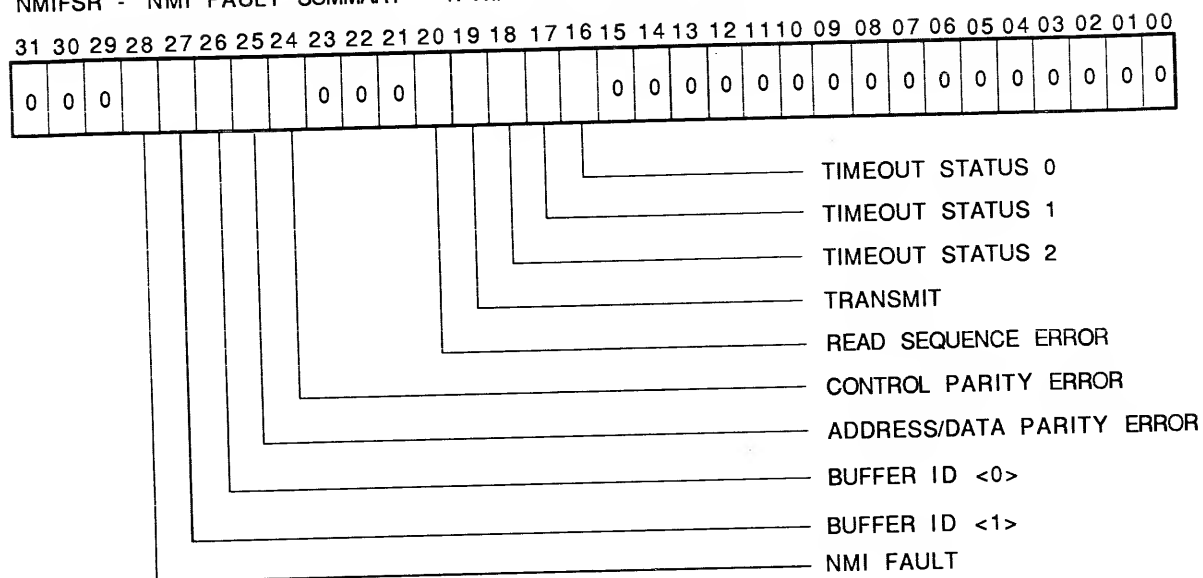 NMIFSR - NMI FAULT SUMMARY
31 30 29 28 27 26 25 24 23 22 21 20 19 18 17 16 15 14 13 12 11 10 09 08 07 06 05 04 03 02 01 00
0 0 0 0 0 0 0 0 0 0 0 0 0 0 0 0 0 0 0 0 0 0
TIMEOUT STATUS 0
TIMEOUT STATUS 1
TIMEOUT STATUS 2
TRANSMIT
READ SEQUENCE ERROR
CONTROL PARITY ERROR
ADDRESS/DATA PARITY ERROR
BUFFER ID <0>
BUFFER ID <1>
NMI FAULT